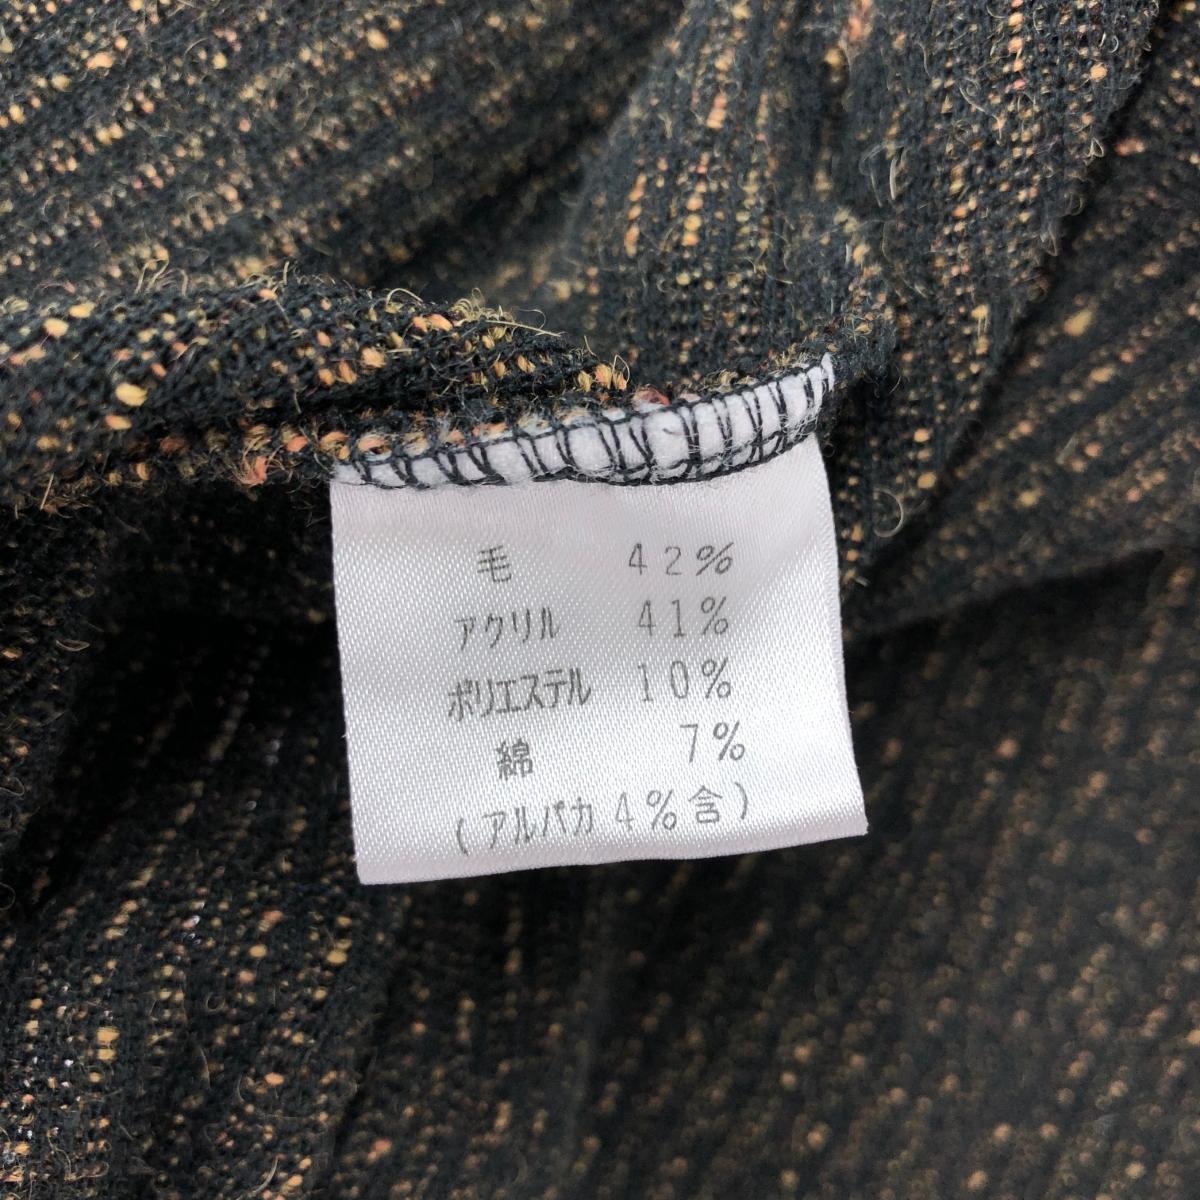 毛 42%
アクリル 41%
ポリエステル 10%
綿 7%
(アルパカ4%含)